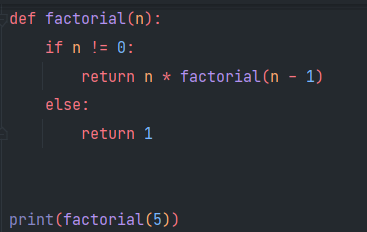 def factorial(n):
    if n != 0:
        return n * factorial(n - 1)
    else:
        return 1
print(factorial(5))